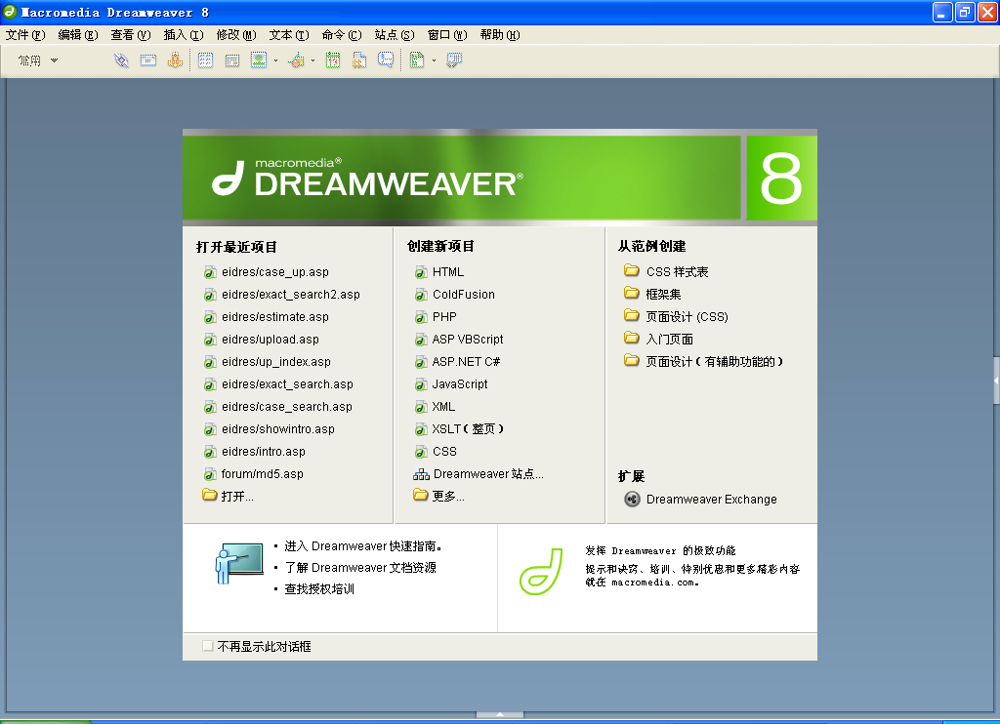 Macromedia Dreamweaver 8
文件(F) 编辑(E) 查看(V) 插入(I) 修改(M) 文本(T) 命令(C) 站点(S) 窗口(W) 帮助(H)
常用
macromedia®
DREAMWEAVER®
8
打开最近项目
eidres/case_up.asp
eidres/exact_search2.asp
eidres/estimate.asp
eidres/upload.asp
eidres/up_index.asp
eidres/exact_search.asp
eidres/case_search.asp
eidres/showintro.asp
eidres/intro.asp
forum/md5.asp
打开...
创建新项目
HTML
ColdFusion
PHP
ASP VBScript
ASP.NET C#
JavaScript
XML
XSLT（整页）
CSS
Dreamweaver 站点...
更多...
从范例创建
CSS 样式表
框架集
页面设计 (CSS)
入门页面
页面设计（有辅助功能的）
扩展
Dreamweaver Exchange
• 进入 Dreamweaver 快速指南。
• 了解 Dreamweaver 文档资源
• 查找授权培训
发挥 Dreamweaver 的极致功能
提示和诀窍、培训、特别优惠和更多精彩内容
就在 macromedia.com。
不再显示此对话框